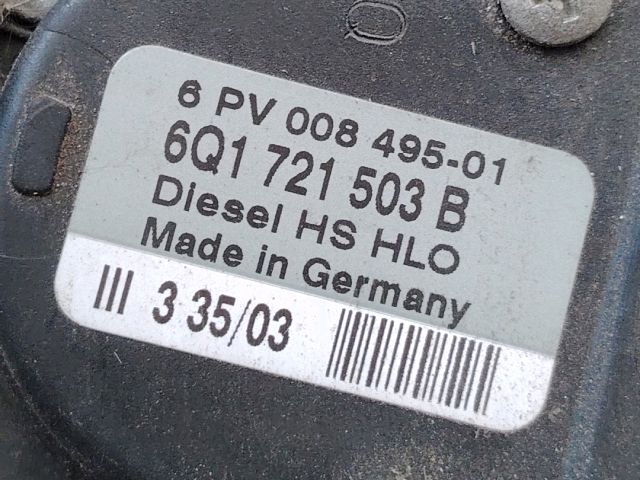 6 PV 008 495-01
6Q1 721 503 B
Diesel HS HLO
Made in Germany
III 3 35/03